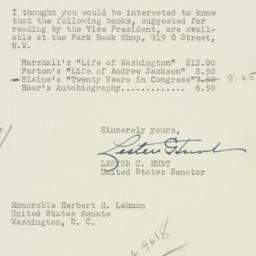 I thought you would be interested to know
that the following books, suggested for
reading by the Vice President, are avail-
able at the Park Book Shop, 919 G Street,
N.W.
Marshall's "Life of Washington" $12.00
Parton's "Life of Andrew Jackson" 8.50
Blaine's "Twenty Years in Congress" 7.50 8.65
Hoar's Autobiography............ 6.50
Sincerely yours,
Lester Hunt
LESTER C. HUNT
United States Senator
Honorable Herbert H. Lehman
United States Senate
Washington, D. C.
9618